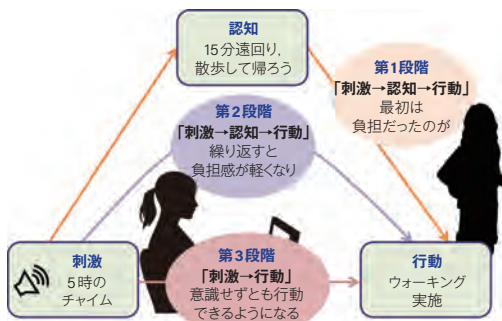 認知
15分遠回り,
散歩して帰ろう
第1段階
「刺激→認知→行動」
最初は
負担だったのが
第2段階
「刺激→認知→行動」
繰り返すと
負担感が軽くなり
刺激
5時の
チャイム
第3段階
「刺激→行動」
意識せずとも行動
できるようになる
行動
ウォーキング
実施